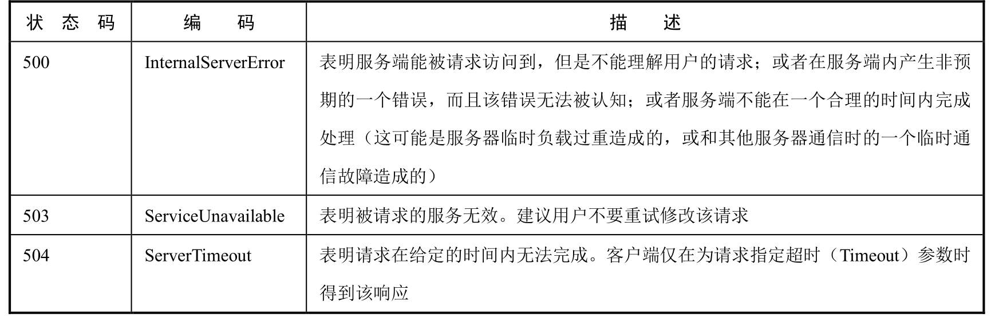 状 态 码 编 码 描 述
500 InternalServerError 表明服务端能被请求访问到，但是不能理解用户的请求；或者在服务端内产生非预
期的一个错误，而且该错误无法被认知；或者服务端不能在一个合理的时间内完成
处理（这可能是服务器临时负载过重造成的，或和其他服务器通信时的一个临时通
信故障造成的）
503 ServiceUnavailable 表明被请求的服务无效。建议用户不要重试修改该请求
504 ServerTimeout 表明请求在给定的时间内无法完成。客户端仅在为请求指定超时（Timeout）参数时
得到该响应